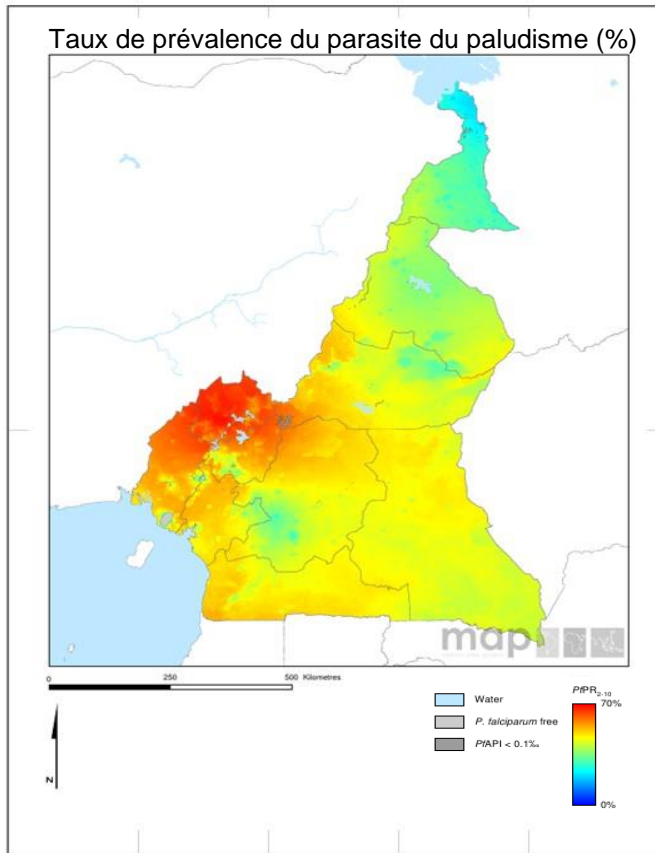 Taux de prévalence du parasite du paludisme (%)
map
0 250 500 Kilometres
Water
P. falciparum free
PfAPI < 0.1‰
PfPR2-10
70%
0%
N